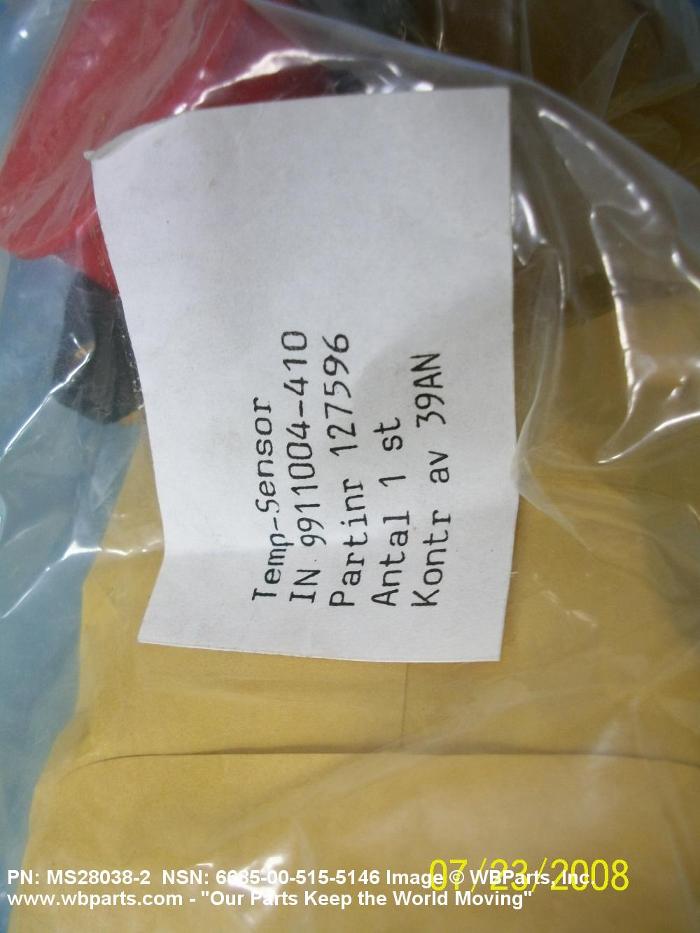 Temp-Sensor
IN 9911004-410
Partinr 127596
Antal 1 st
Kontr av 39AN
07/23/2008
PN: MS28038-2 NSN: 6685-00-515-5146 Image © WBParts, Inc.
www.wbparts.com - "Our Parts Keep the World Moving"